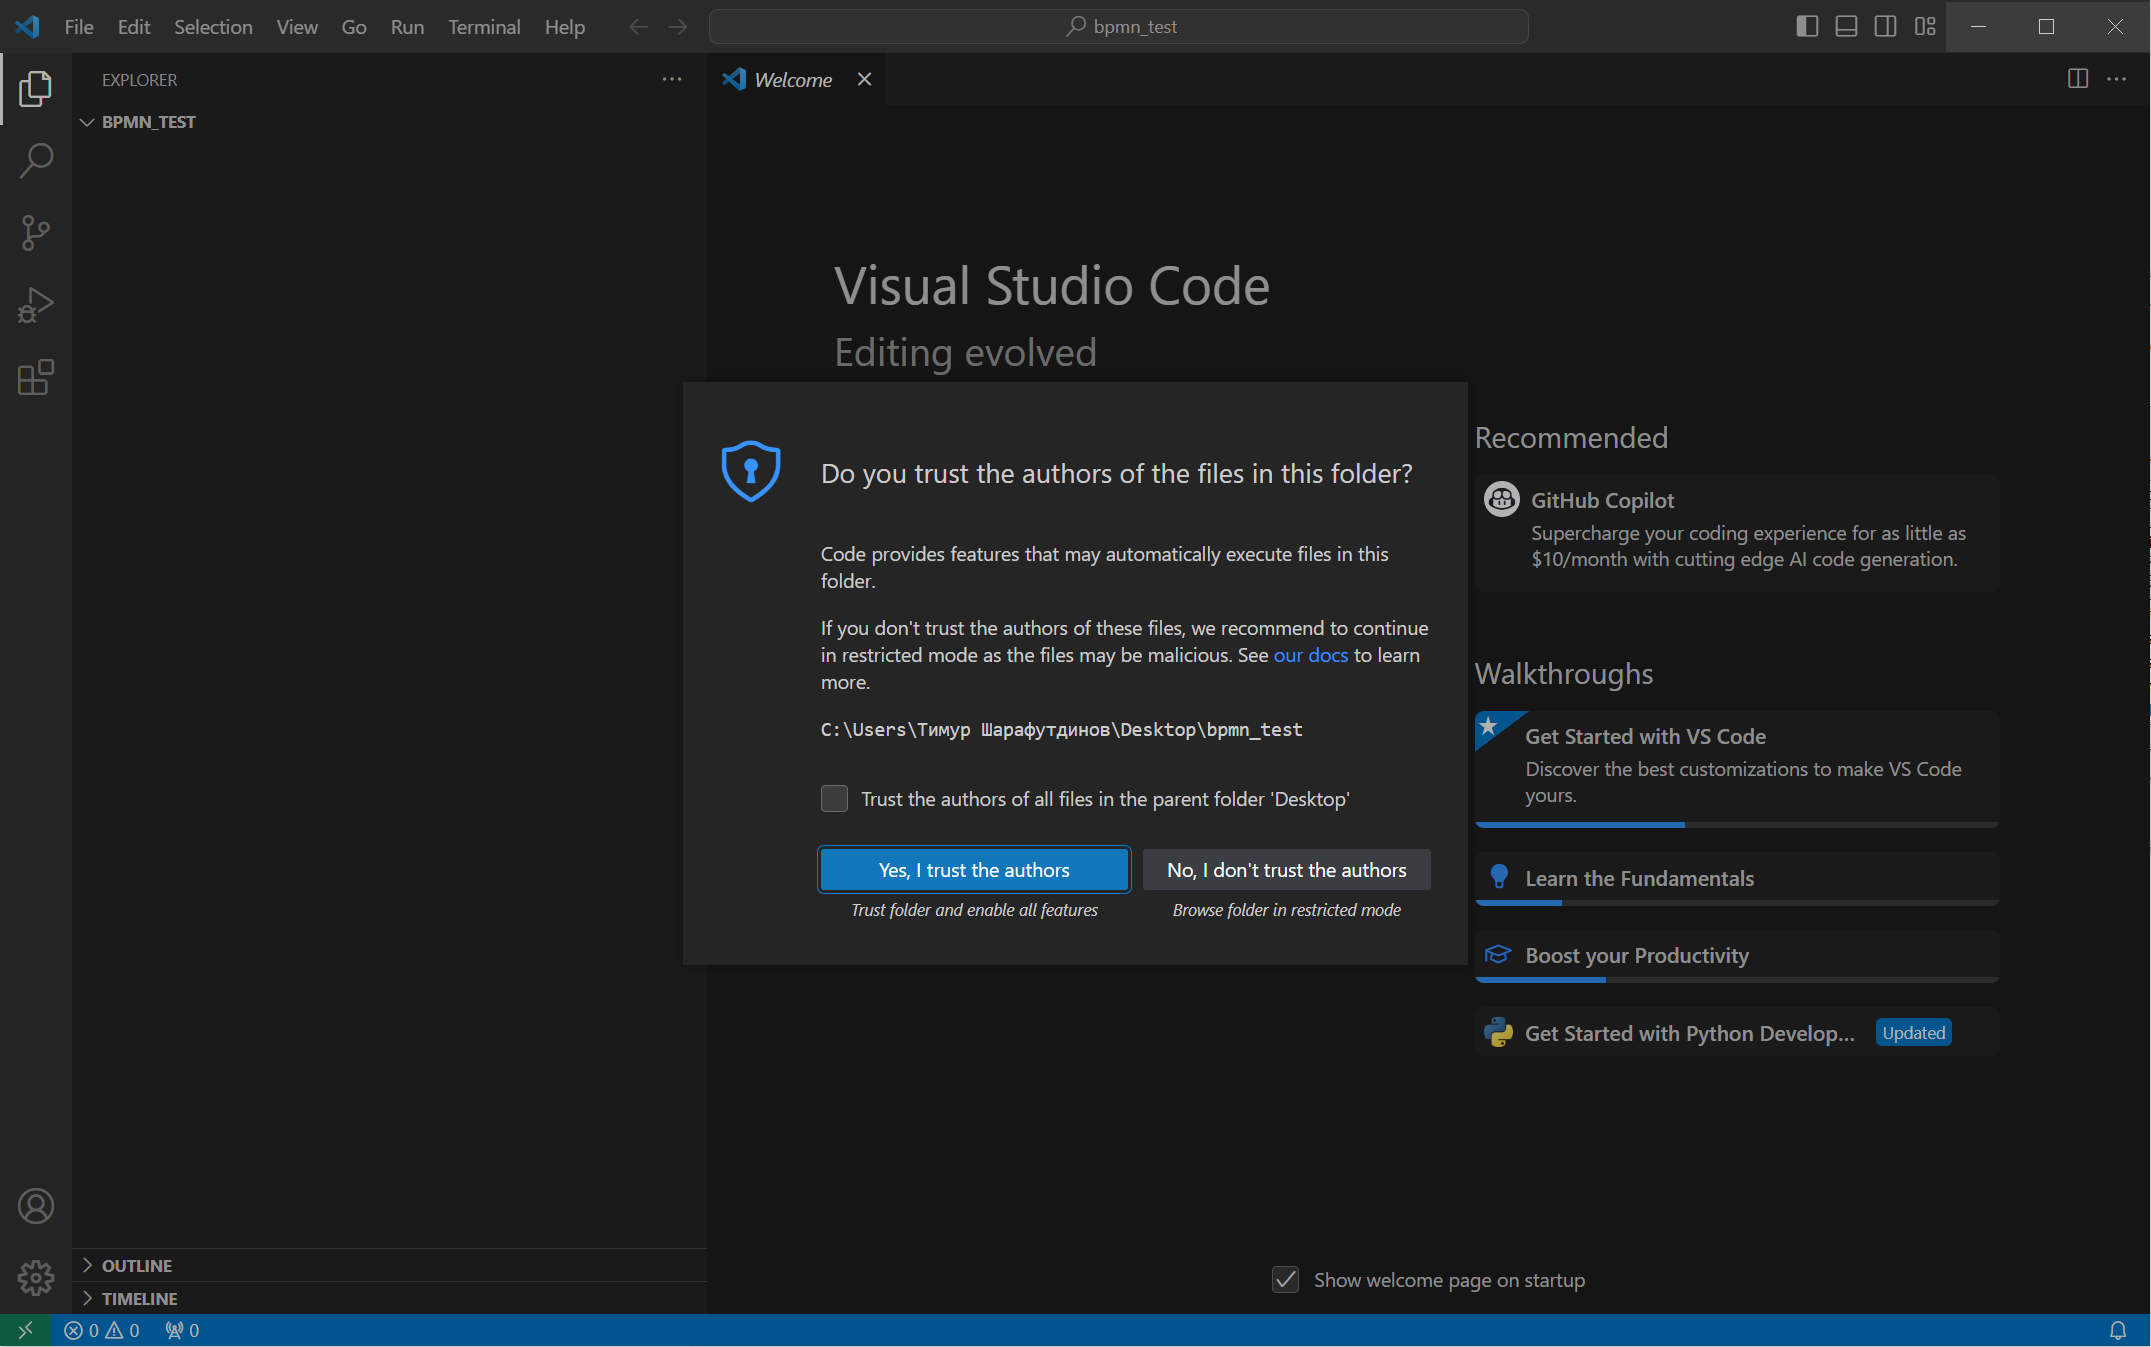 File Edit Selection View Go Run Terminal Help
bpmn_test
EXPLORER
BPMN_TEST
Welcome
Visual Studio Code
Editing evolved
Do you trust the authors of the files in this folder?
Code provides features that may automatically execute files in this
folder.
If you don't trust the authors of these files, we recommend to continue
in restricted mode as the files may be malicious. See our docs to learn
more.
C:\Users\Тимур Шарафутдинов\Desktop\bpmn_test
Trust the authors of all files in the parent folder 'Desktop'
Yes, I trust the authors
No, I don't trust the authors
Trust folder and enable all features
Browse folder in restricted mode
Recommended
GitHub Copilot
Supercharge your coding experience for as little as
$10/month with cutting edge AI code generation.
Walkthroughs
Get Started with VS Code
Discover the best customizations to make VS Code
yours.
Learn the Fundamentals
Boost your Productivity
Get Started with Python Develop... Updated
Show welcome page on startup
OUTLINE
TIMELINE
0 0 0